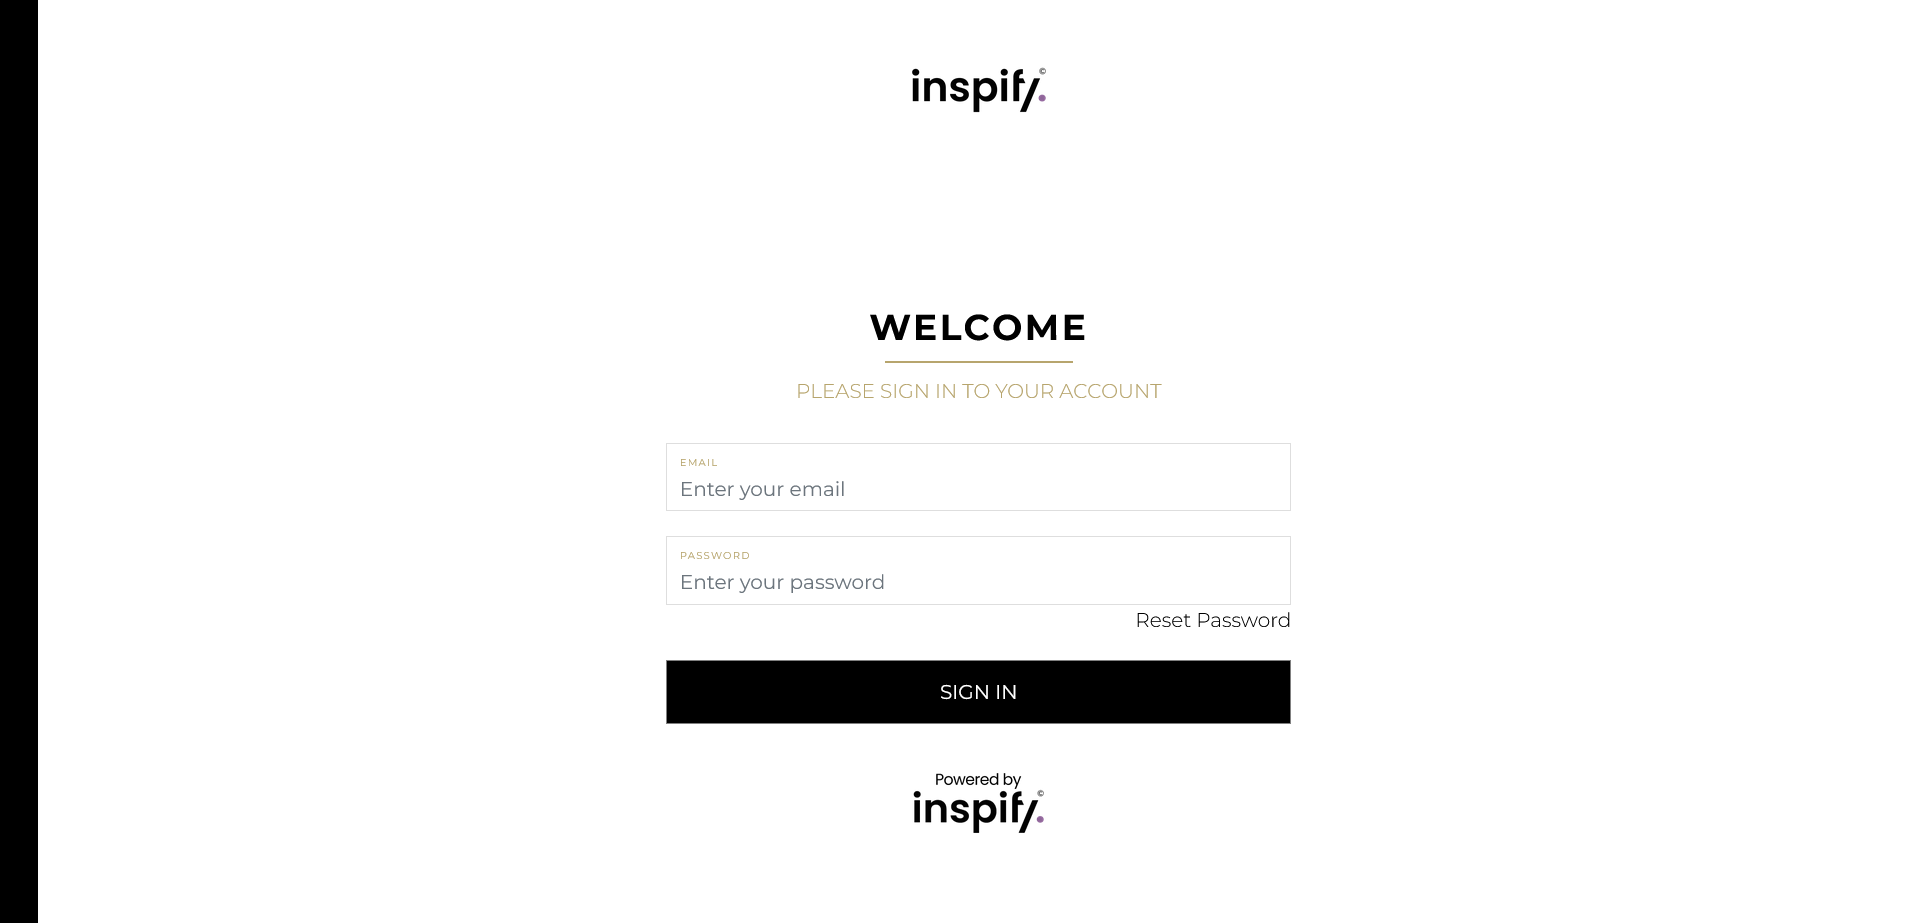 inspify.©
WELCOME
PLEASE SIGN IN TO YOUR ACCOUNT
EMAIL
Enter your email
PASSWORD
Enter your password
Reset Password
SIGN IN
Powered by
inspify.©